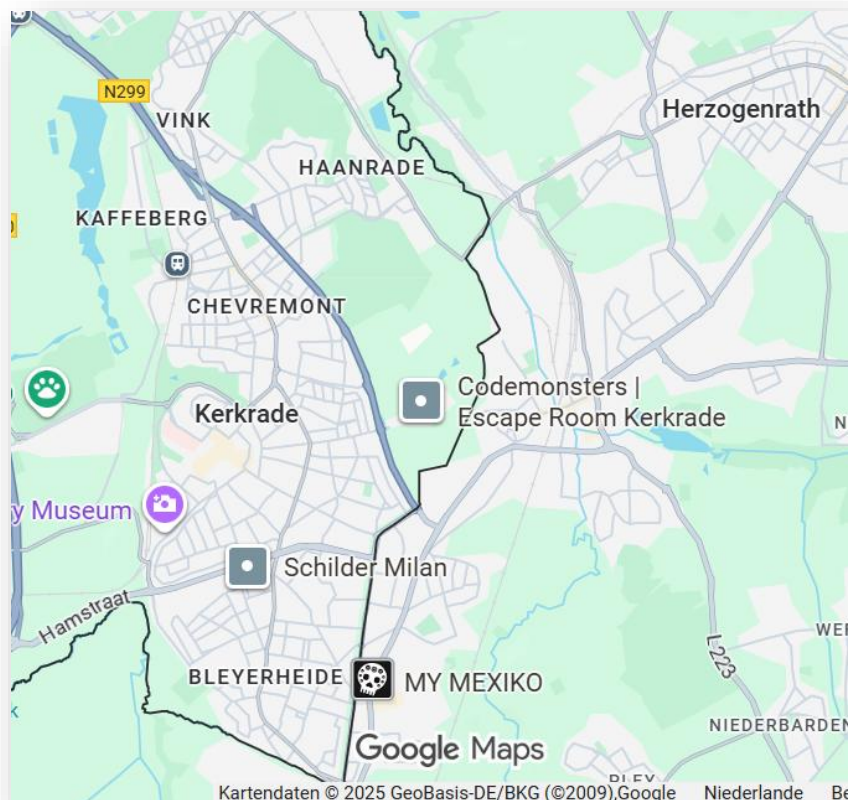 N299
VINK
Herzogenrath
HAANRADE
KAFFEBERG
CHEVREMONT
Codemonsters |
Escape Room Kerkrade
Kerkrade
y Museum
Schilder Milan
Hamstraat
L223
BLEYERHEIDE
MY MEXIKO
NIEDERBARDEN
Google Maps
Kartendaten © 2025 GeoBasis-DE/BKG (©2009),Google Niederlande Be